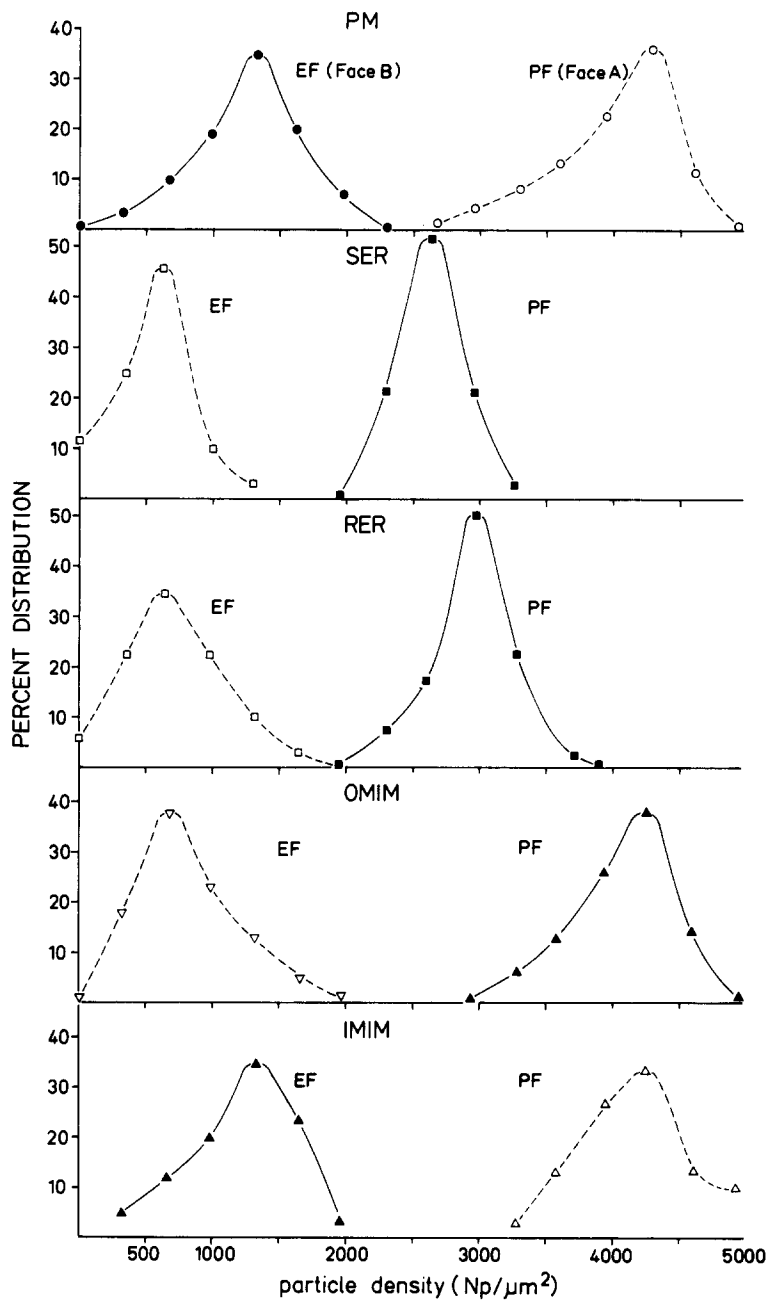 PM
40
30
20
10
EF (Face B)
PF (Face A)
SER
50
40
30
20
10
EF
PF
RER
50
40
30
20
10
EF
PF
OMIM
40
30
20
10
EF
PF
IMIM
40
30
20
10
EF
PF
PERCENT DISTRIBUTION
500 1000 2000 3000 4000 5000
particle density (Np/µm²)